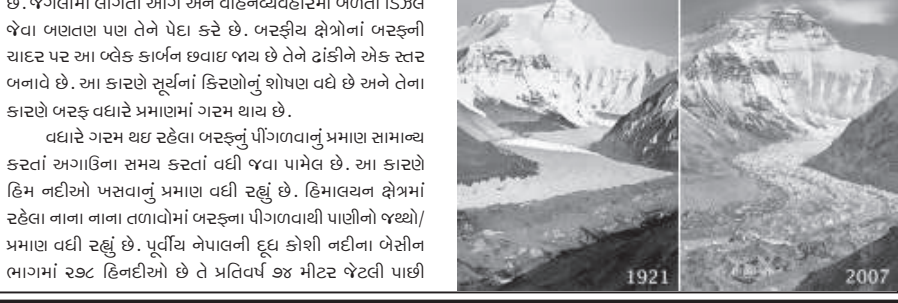 છે. જંગલોમાં લાગતી આગ અને વાહનવ્યવહારમાં બળતા ડિઝલ
જેવા બણતણ પણ તેને પેદા કરે છે. બરફીય ક્ષેત્રોનાં બરફની
ચાદર પર આ બ્લેક કાર્બન છવાઇ જાય છે તેને ઢાંકીને એક સ્તર
બનાવે છે. આ કારણે સૂર્યનાં કિરણોનું શોષણ વધે છે અને તેના
કારણે બરફ વધારે પ્રમાણમાં ગરમ થાય છે.
વધારે ગરમ થઇ રહેલા બરફનું પીંગળવાનું પ્રમાણ સામાન્ય
કરતાં અગાઉના સમય કરતાં વધી જવા પામેલ છે. આ કારણે
હિમ નદીઓ ખસવાનું પ્રમાણ વધી રહ્યું છે. હિમાલયન ક્ષેત્રમાં
રહેલા નાના નાના તળાવોમાં બરફના પીગળવાથી પાણીનો જથ્થો/
પ્રમાણ વધી રહ્યું છે. પૂર્વીય નેપાલની દૂધ કોશી નદીના બેસીન
ભાગમાં ૨૭૮ હિનદીઓ છે તે પ્રતિવર્ષ ૭૪ મીટર જેટલી પાછી
1921
2007